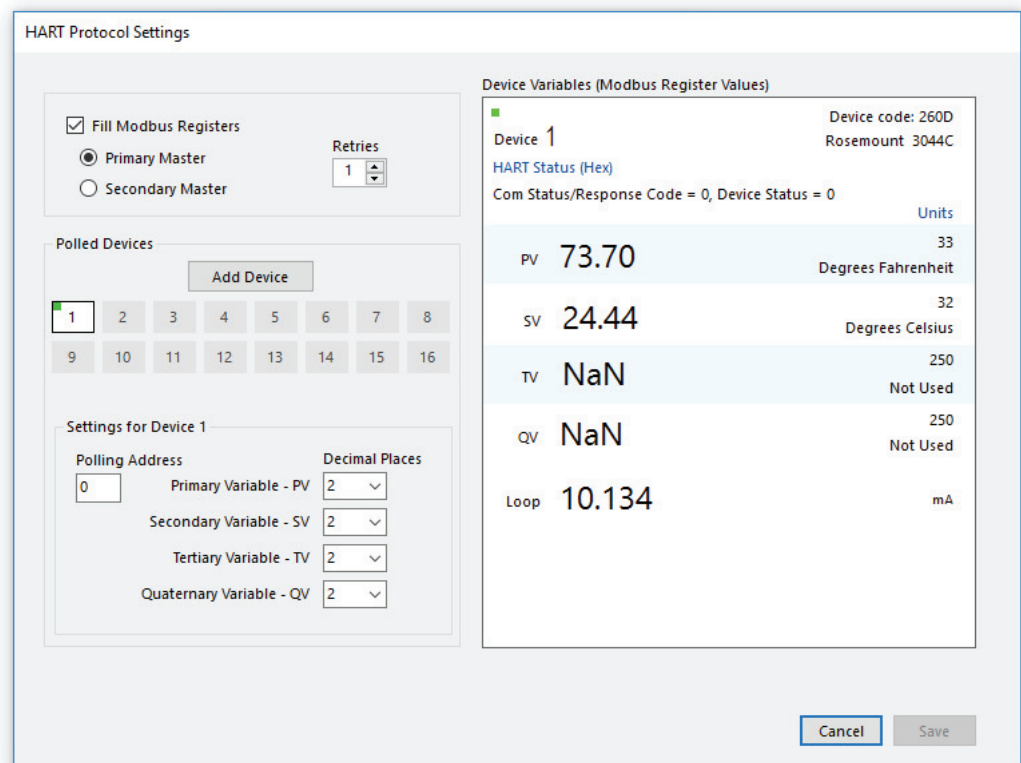 HART Protocol Settings
Fill Modbus Registers
Primary Master
Secondary Master
Retries
1
Polled Devices
Add Device
1 2 3 4 5 6 7 8
9 10 11 12 13 14 15 16
Settings for Device 1
Polling Address Decimal Places
0 Primary Variable - PV 2
Secondary Variable - SV 2
Tertiary Variable - TV 2
Quaternary Variable - QV 2
Device Variables (Modbus Register Values)
Device code: 260D
Device 1 Rosemount 3044C
HART Status (Hex)
Com Status/Response Code = 0, Device Status = 0
Units
PV 73.70 33
Degrees Fahrenheit
SV 24.44 32
Degrees Celsius
TV NaN 250
Not Used
QV NaN 250
Not Used
Loop 10.134 mA
Cancel Save